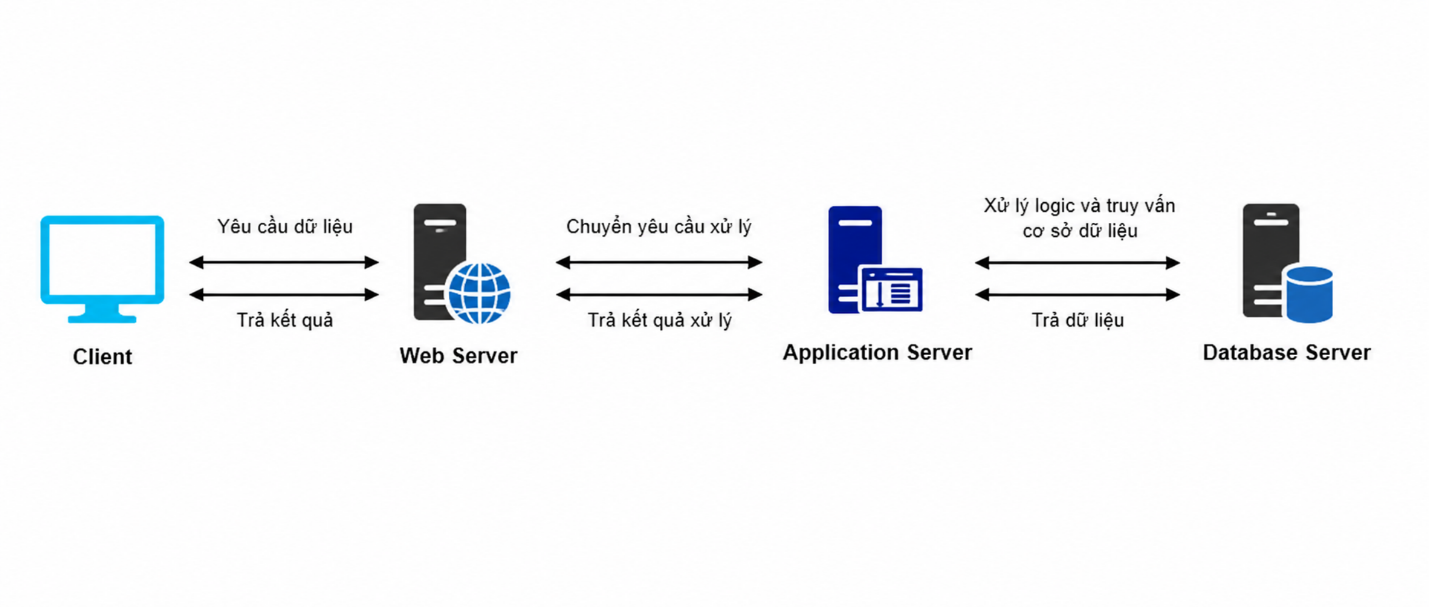 Yêu cầu dữ liệu
Trả kết quả
Client
Web Server
Chuyển yêu cầu xử lý
Trả kết quả xử lý
Application Server
Xử lý logic và truy vấn
cơ sở dữ liệu
Trả dữ liệu
Database Server